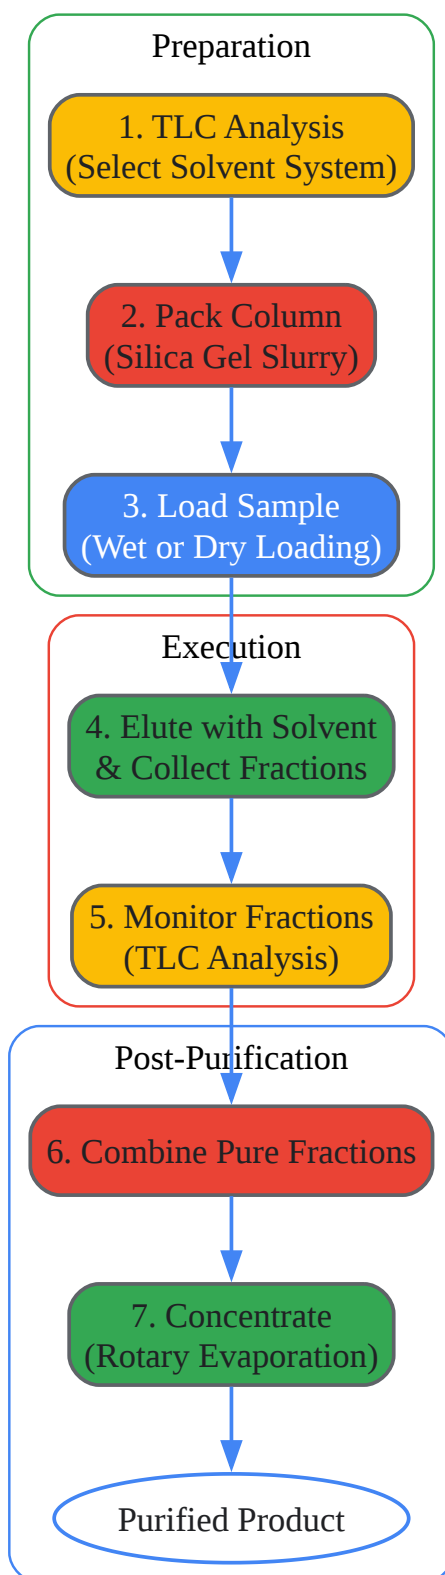 Preparation
1. TLC Analysis
(Select Solvent System)
2. Pack Column
(Silica Gel Slurry)
3. Load Sample
(Wet or Dry Loading)
Execution
4. Elute with Solvent
& Collect Fractions
5. Monitor Fractions
(TLC Analysis)
Post-Purification
6. Combine Pure Fractions
7. Concentrate
(Rotary Evaporation)
Purified Product